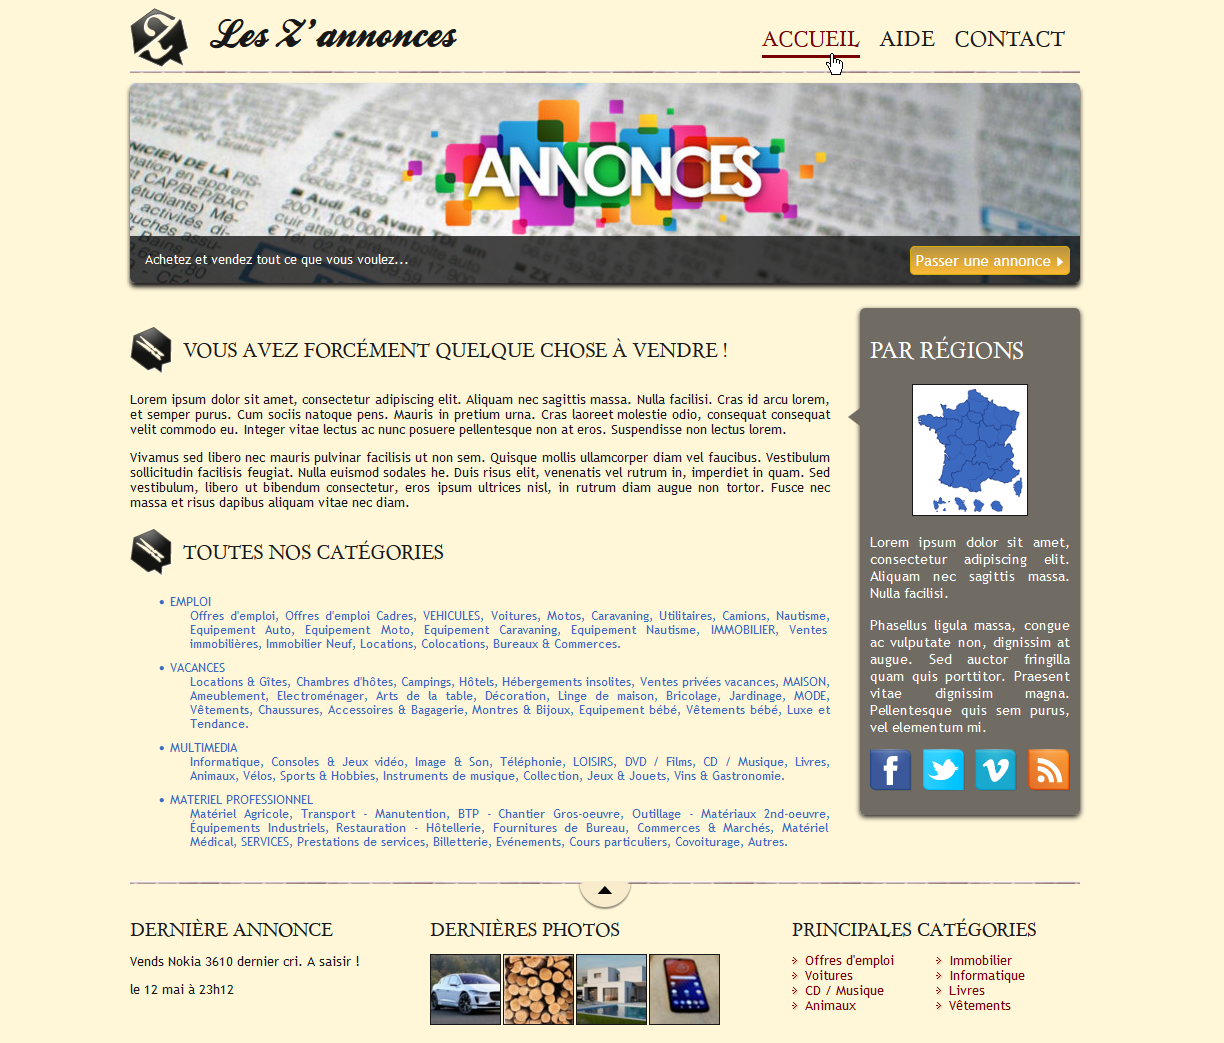 Les Z'annonces
ACCUEIL AIDE CONTACT
ANNONCES
Achetez et vendez tout ce que vous voulez...
Passer une annonce
VOUS AVEZ FORCÉMENT QUELQUE CHOSE À VENDRE !
Lorem ipsum dolor sit amet, consectetur adipiscing elit. Aliquam nec sagittis massa. Nulla facilisi. Cras id arcu lorem,
et semper purus. Cum sociis natoque pens. Mauris in pretium urna. Cras laoreet molestie odio, consequat consequat
velit commodo eu. Integer vitae lectus ac nunc posuere pellentesque non at eros. Suspendisse non lectus lorem.
Vivamus sed libero nec mauris pulvinar facilisis ut non sem. Quisque mollis ullamcorper diam vel faucibus. Vestibulum
sollicitudin facilisis feugiat. Nulla euismod sodales he. Duis risus elit, venenatis vel rutrum in, imperdiet in quam. Sed
vestibulum, libero ut bibendum consectetur, eros ipsum ultrices nisl, in rutrum diam augue non tortor. Fusce nec
massa et risus dapibus aliquam vitae nec diam.
TOUTES NOS CATÉGORIES
• EMPLOI
Offres d'emploi, Offres d'emploi Cadres, VEHICULES, Voitures, Motos, Caravaning, Utilitaires, Camions, Nautisme,
Equipement Auto, Equipement Moto, Equipement Caravaning, Equipement Nautisme, IMMOBILIER, Ventes
immobilières, Immobilier Neuf, Locations, Colocations, Bureaux & Commerces.
• VACANCES
Locations & Gîtes, Chambres d'hôtes, Campings, Hôtels, Hébergements insolites, Ventes privées vacances, MAISON,
Ameublement, Electroménager, Arts de la table, Décoration, Linge de maison, Bricolage, Jardinage, MODE,
Vêtements, Chaussures, Accessoires & Bagagerie, Montres & Bijoux, Equipement bébé, Vêtements bébé, Luxe et
Tendance.
• MULTIMEDIA
Informatique, Consoles & Jeux vidéo, Image & Son, Téléphonie, LOISIRS, DVD / Films, CD / Musique, Livres,
Animaux, Vélos, Sports & Hobbies, Instruments de musique, Collection, Jeux & Jouets, Vins & Gastronomie.
• MATERIEL PROFESSIONNEL
Matériel Agricole, Transport - Manutention, BTP - Chantier Gros-oeuvre, Outillage - Matériaux 2nd-oeuvre,
Équipements Industriels, Restauration - Hôtellerie, Fournitures de Bureau, Commerces & Marchés, Matériel
Médical, SERVICES, Prestations de services, Billetterie, Evénements, Cours particuliers, Covoiturage, Autres.
PAR RÉGIONS
Lorem ipsum dolor sit amet,
consectetur adipiscing elit.
Aliquam nec sagittis massa.
Nulla facilisi.
Phasellus ligula massa, congue
ac vulputate non, dignissim at
augue. Sed auctor fringilla
quam quis porttitor. Praesent
vitae dignissim magna.
Pellentesque quis sem purus,
vel elementum mi.
DERNIÈRE ANNONCE
Vends Nokia 3610 dernier cri. A saisir !
le 12 mai à 23h12
DERNIÈRES PHOTOS
PRINCIPALES CATÉGORIES
Offres d'emploi
Voitures
CD / Musique
Animaux
Immobilier
Informatique
Livres
Vêtements